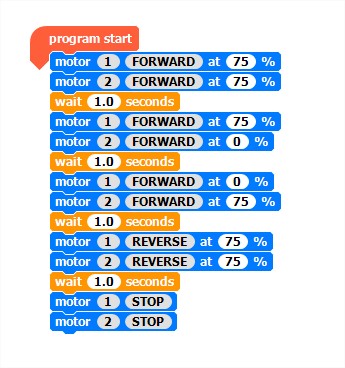 program start
motor 1 FORWARD at 75 %
motor 2 FORWARD at 75 %
wait 1.0 seconds
motor 1 FORWARD at 75 %
motor 2 FORWARD at 0 %
wait 1.0 seconds
motor 1 FORWARD at 0 %
motor 2 FORWARD at 75 %
wait 1.0 seconds
motor 1 REVERSE at 75 %
motor 2 REVERSE at 75 %
wait 1.0 seconds
motor 1 STOP
motor 2 STOP